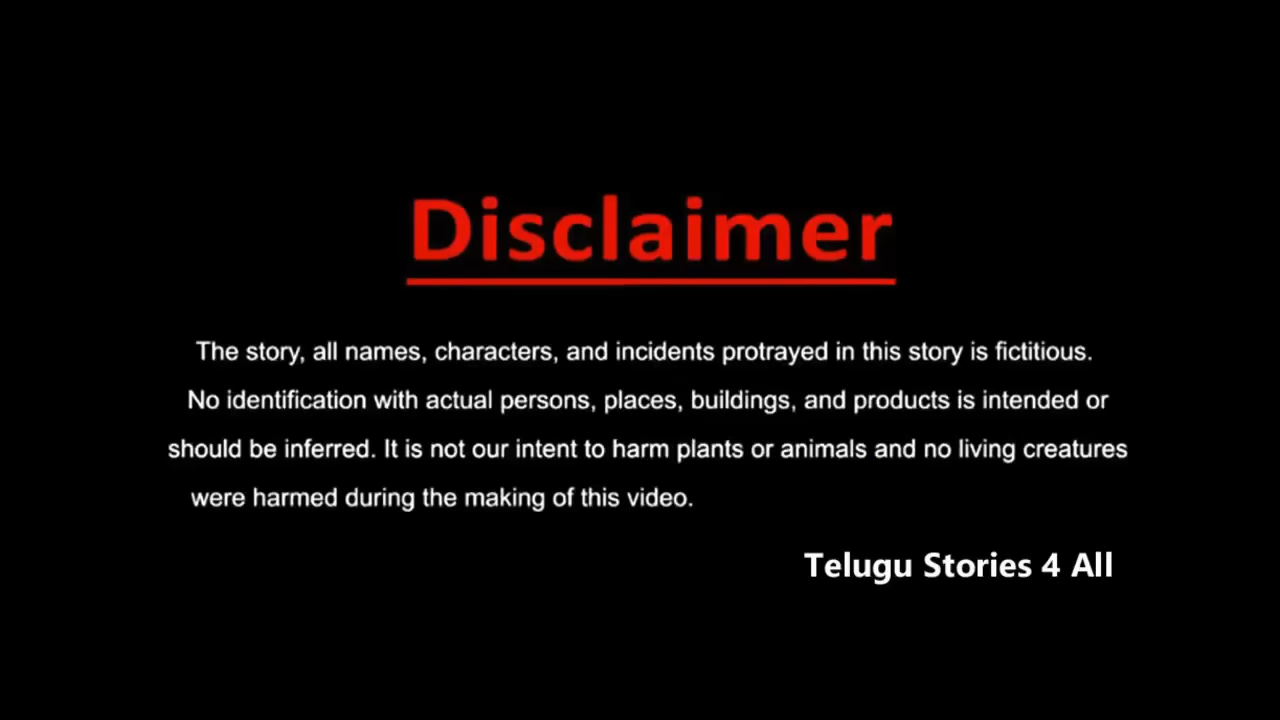 Disclaimer
The story, all names, characters, and incidents protrayed in this story is fictitious.
No identification with actual persons, places, buildings, and products is intended or
should be inferred. It is not our intent to harm plants or animals and no living creatures
were harmed during the making of this video.
Telugu Stories 4 All